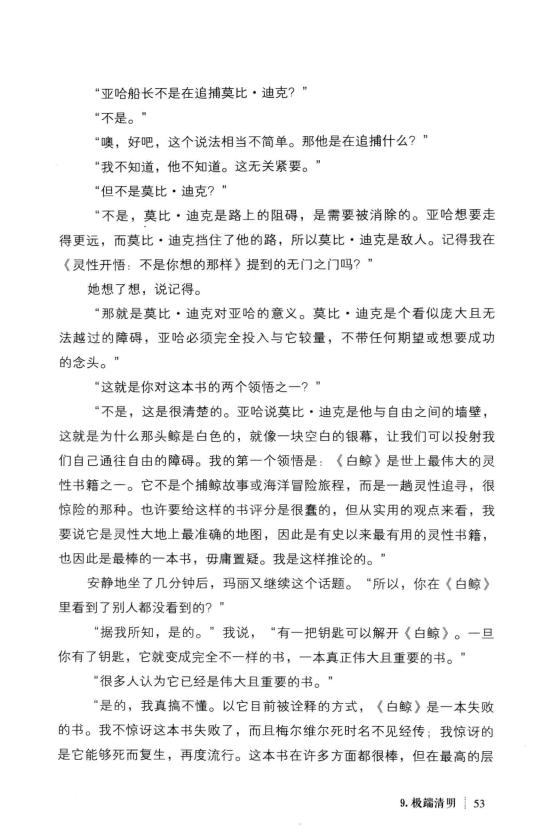 “亚哈船长不是在追捕莫比·迪克？”
“不是。”
“噢，好吧，这个说法相当不简单。那他是在追捕什么？”
“我不知道，他不知道。这无关紧要。”
“但不是莫比·迪克？”
“不是，莫比·迪克是路上的阻碍，是需要被消除的。亚哈想要走
得更远，而莫比·迪克挡住了他的路，所以莫比·迪克是敌人。记得我在
《灵性开悟：不是你想的那样》提到的无门之门吗？”
她想了想，说记得。
“那就是莫比·迪克对亚哈的意义。莫比·迪克是个看似庞大且无
法越过的障碍，亚哈必须完全投入与它较量，不带任何期望或想要成功
的念头。”
“这就是你对这本书的两个领悟之一？”
“不是，这是很清楚的。亚哈说莫比·迪克是他与自由之间的墙壁，
这就是为什么那头鲸是白色的，就像一块空白的银幕，让我们可以投射我
们自己通往自由的障碍。我的第一个领悟是：《白鲸》是世上最伟大的灵
性书籍之一。它不是个捕鲸故事或海洋冒险旅程，而是一趟灵性追寻，很
惊险的那种。也许要给这样的书评分是很蠢的，但从实用的观点来看，我
要说它是灵性大地上最准确的地图，因此是有史以来最有用的灵性书籍，
也因此是最棒的一本书，毋庸置疑。我是这样推论的。”
安静地坐了几分钟后，玛丽又继续这个话题。“所以，你在《白鲸》
里看到了别人都没看到的？”
“据我所知，是的。”我说，“有一把钥匙可以解开《白鲸》。一旦
你有了钥匙，它就变成完全不一样的书，一本真正伟大且重要的书。”
“很多人认为它已经是伟大且重要的书。”
“是的，我真搞不懂。以它目前被诠释的方式，《白鲸》是一本失败
的书。我不惊讶这本书失败了，而且梅尔维尔死时名不见经传；我惊讶的
是它能够死而复生，再度流行。这本书在许多方面都很棒，但在最高的层
9. 极端清明 53